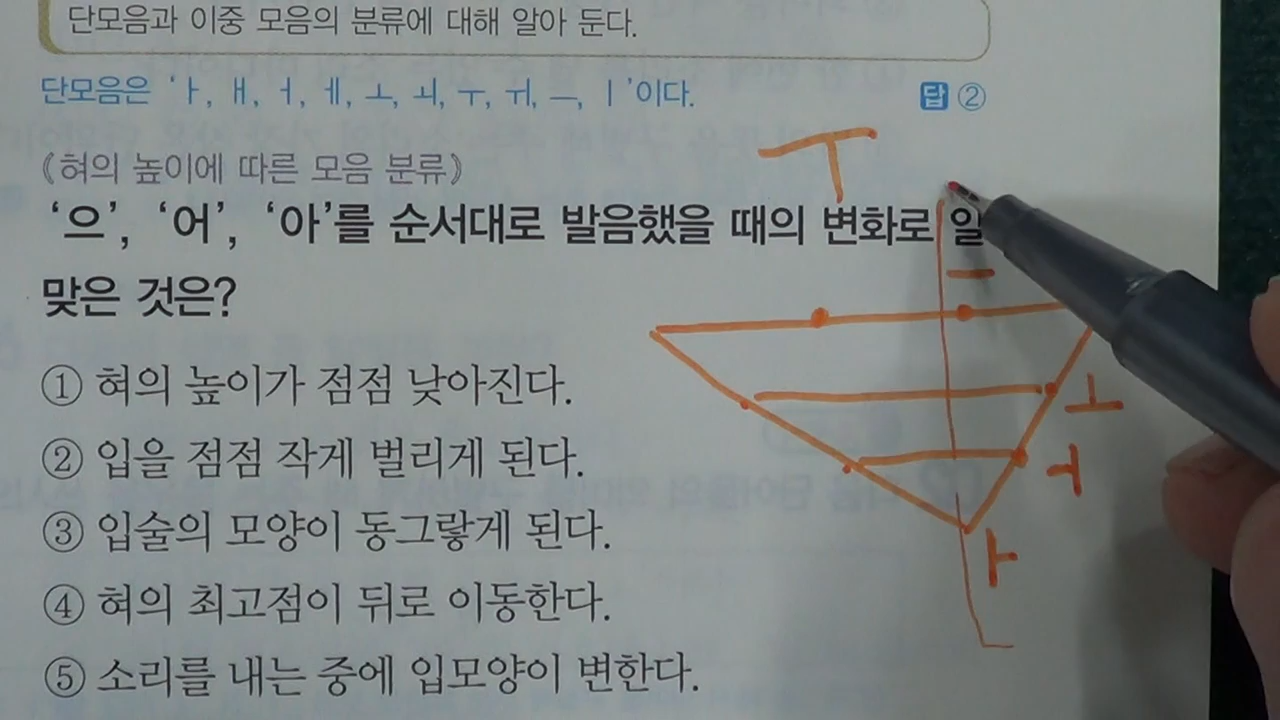 단모음과 이중 모음의 분류에 대해 알아 둔다.
단모음은 ‘ㅏ, ㅐ, ㅓ, ㅔ, ㅗ, ㅚ, ㅜ, ㅟ, ㅡ, ㅣ’이다.
답 ②
《혀의 높이에 따른 모음 분류》
ㅜ
‘으’, ‘어’, ‘아’를 순서대로 발음했을 때의 변화로 알
맞은 것은?
ㅡ
① 혀의 높이가 점점 낮아진다.
ㅗ
② 입을 점점 작게 벌리게 된다.
ㅓ
③ 입술의 모양이 동그랗게 된다.
ㅏ
④ 혀의 최고점이 뒤로 이동한다.
⑤ 소리를 내는 중에 입모양이 변한다.